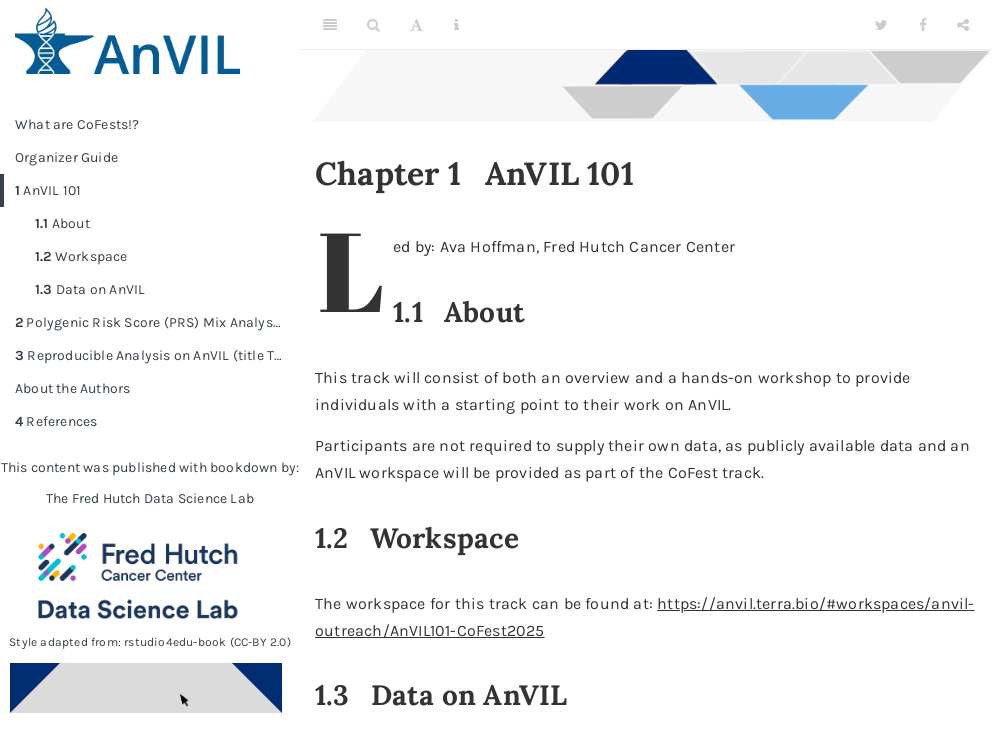 AnVIL
What are CoFests!?
Organizer Guide
1 AnVIL 101
1.1 About
1.2 Workspace
1.3 Data on AnVIL
2 Polygenic Risk Score (PRS) Mix Analys…
3 Reproducible Analysis on AnVIL (title T…
About the Authors
4 References
This content was published with bookdown by:
The Fred Hutch Data Science Lab
Fred Hutch
Cancer Center
Data Science Lab
Style adapted from: rstudio4edu-book (CC-BY 2.0)
Chapter 1 AnVIL 101
Led by: Ava Hoffman, Fred Hutch Cancer Center
1.1 About
This track will consist of both an overview and a hands-on workshop to provide
individuals with a starting point to their work on AnVIL.
Participants are not required to supply their own data, as publicly available data and an
AnVIL workspace will be provided as part of the CoFest track.
1.2 Workspace
The workspace for this track can be found at: https://anvil.terra.bio/#workspaces/anvil-
outreach/AnVIL101-CoFest2025
1.3 Data on AnVIL